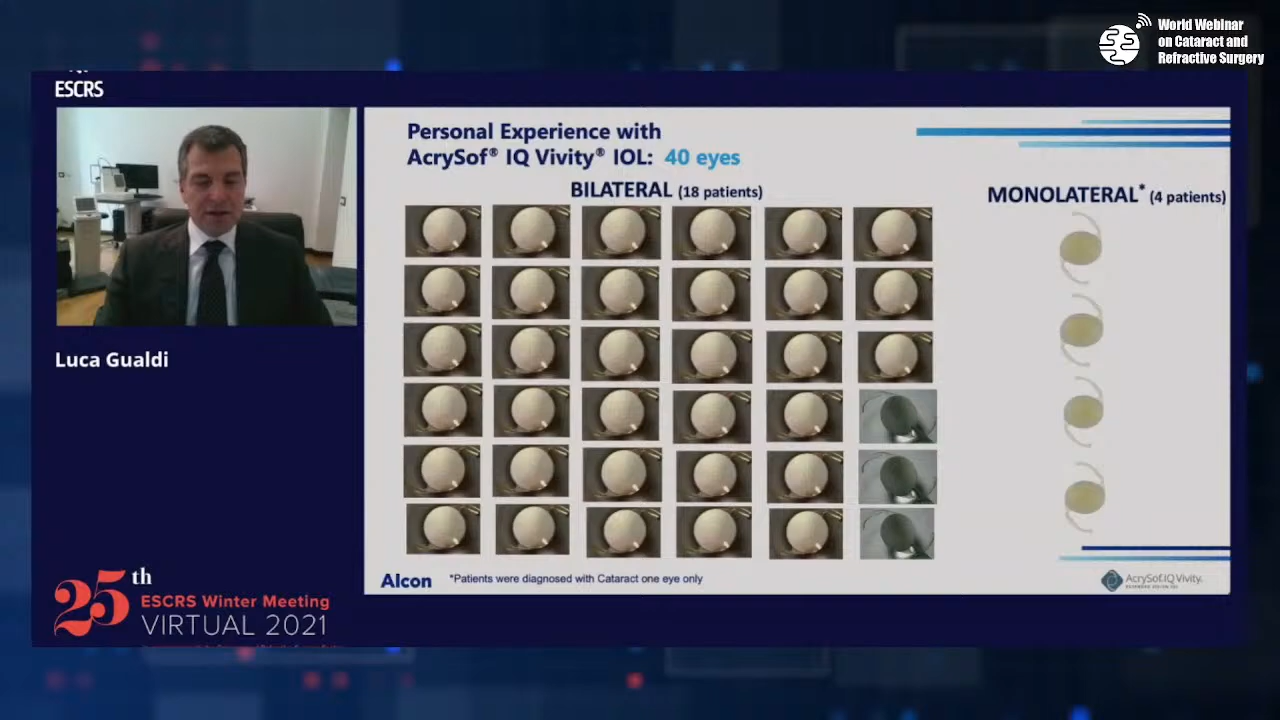 World Webinar
on Cataract and
Refractive Surgery
ESCRS
Luca Gualdi
25th
ESCRS Winter Meeting
VIRTUAL 2021
Personal Experience with
AcrySof® IQ Vivity® IOL: 40 eyes
BILATERAL (18 patients)
MONOLATERAL* (4 patients)
Alcon
*Patients were diagnosed with Cataract one eye only
AcrySof IQ Vivity